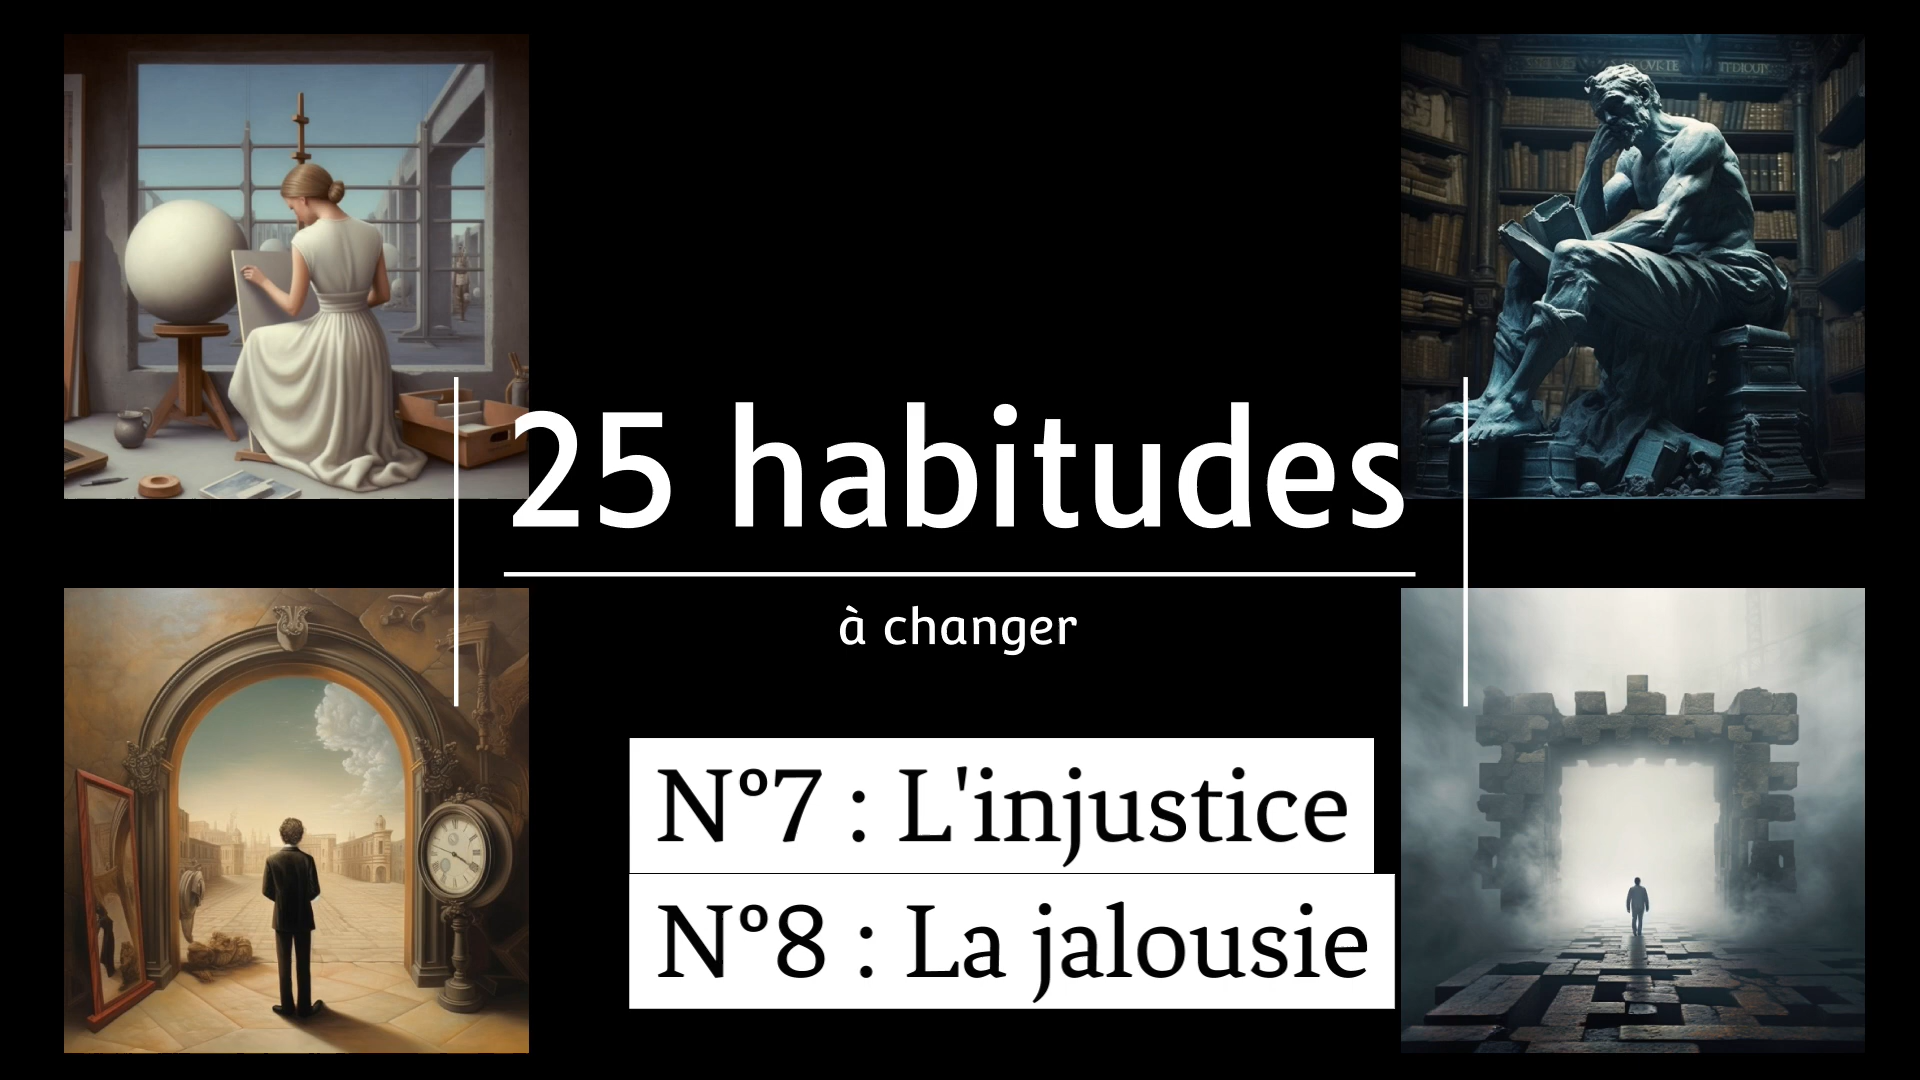 25 habitudes
à changer
N°7 : L'injustice
N°8 : La jalousie